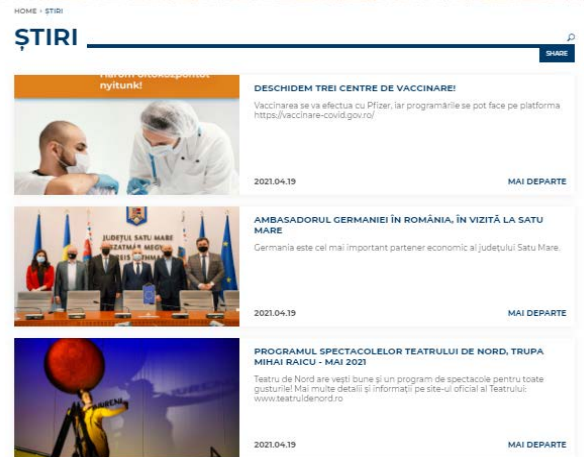 HOME › ȘTIRI
ȘTIRI
SHARE
nyitunk!
DESCHIDEM TREI CENTRE DE VACCINARE!
Vaccinarea se va efectua cu Pfizer, iar programările se pot face pe platforma
https://vaccinare-covid.gov.ro/
2021.04.19
MAI DEPARTE
JUDEȚUL SATU MARE
AMBASADORUL GERMANIEI ÎN ROMÂNIA, ÎN VIZITĂ LA SATU
MARE
Germania este cel mai important partener economic al județului Satu Mare.
2021.04.19
MAI DEPARTE
PROGRAMUL SPECTACOLELOR TEATRULUI DE NORD, TRUPA
MIHAI RAICU - MAI 2021
Teatru de Nord are vești bune și un program de spectacole pentru toate
gusturile! Mai multe detalii și informații pe site-ul oficial al Teatrului:
www.teatruldenord.ro
2021.04.19
MAI DEPARTE